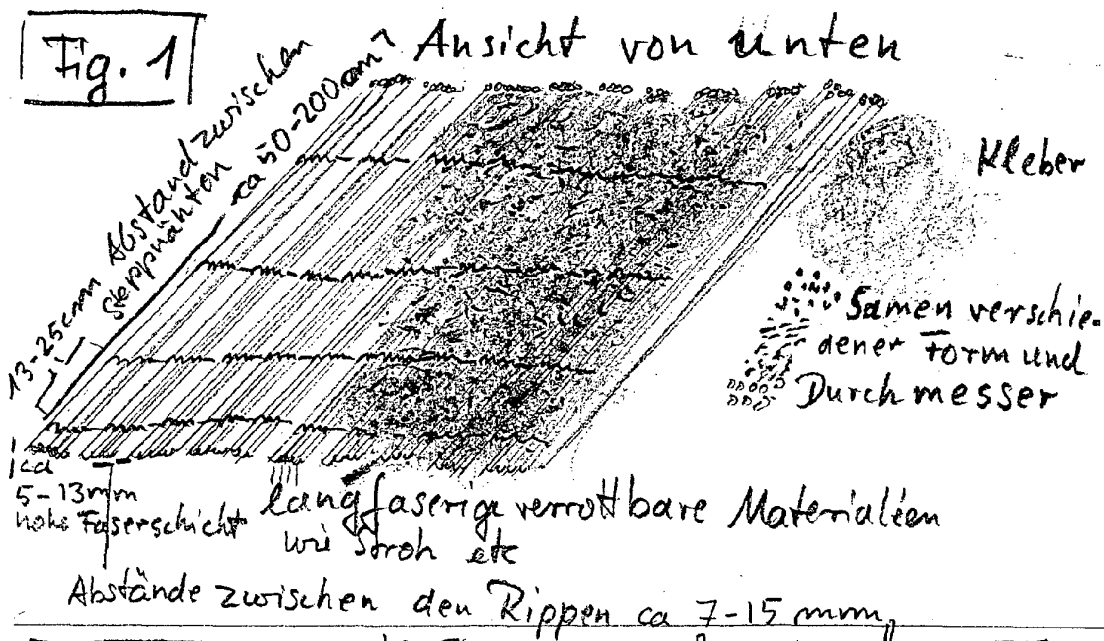 Fig. 1
Ansicht von unten
ca 50-200cm
13-25cm Abstand zwischen
Steppnähten
Kleber
Samen verschie-
dener Form und
Durchmesser
ca
5-13mm
hohe Faserschicht
langfaserige verrottbare Materialien
wie Stroh etc
Abstände zwischen den Rippen ca 7-15 mm